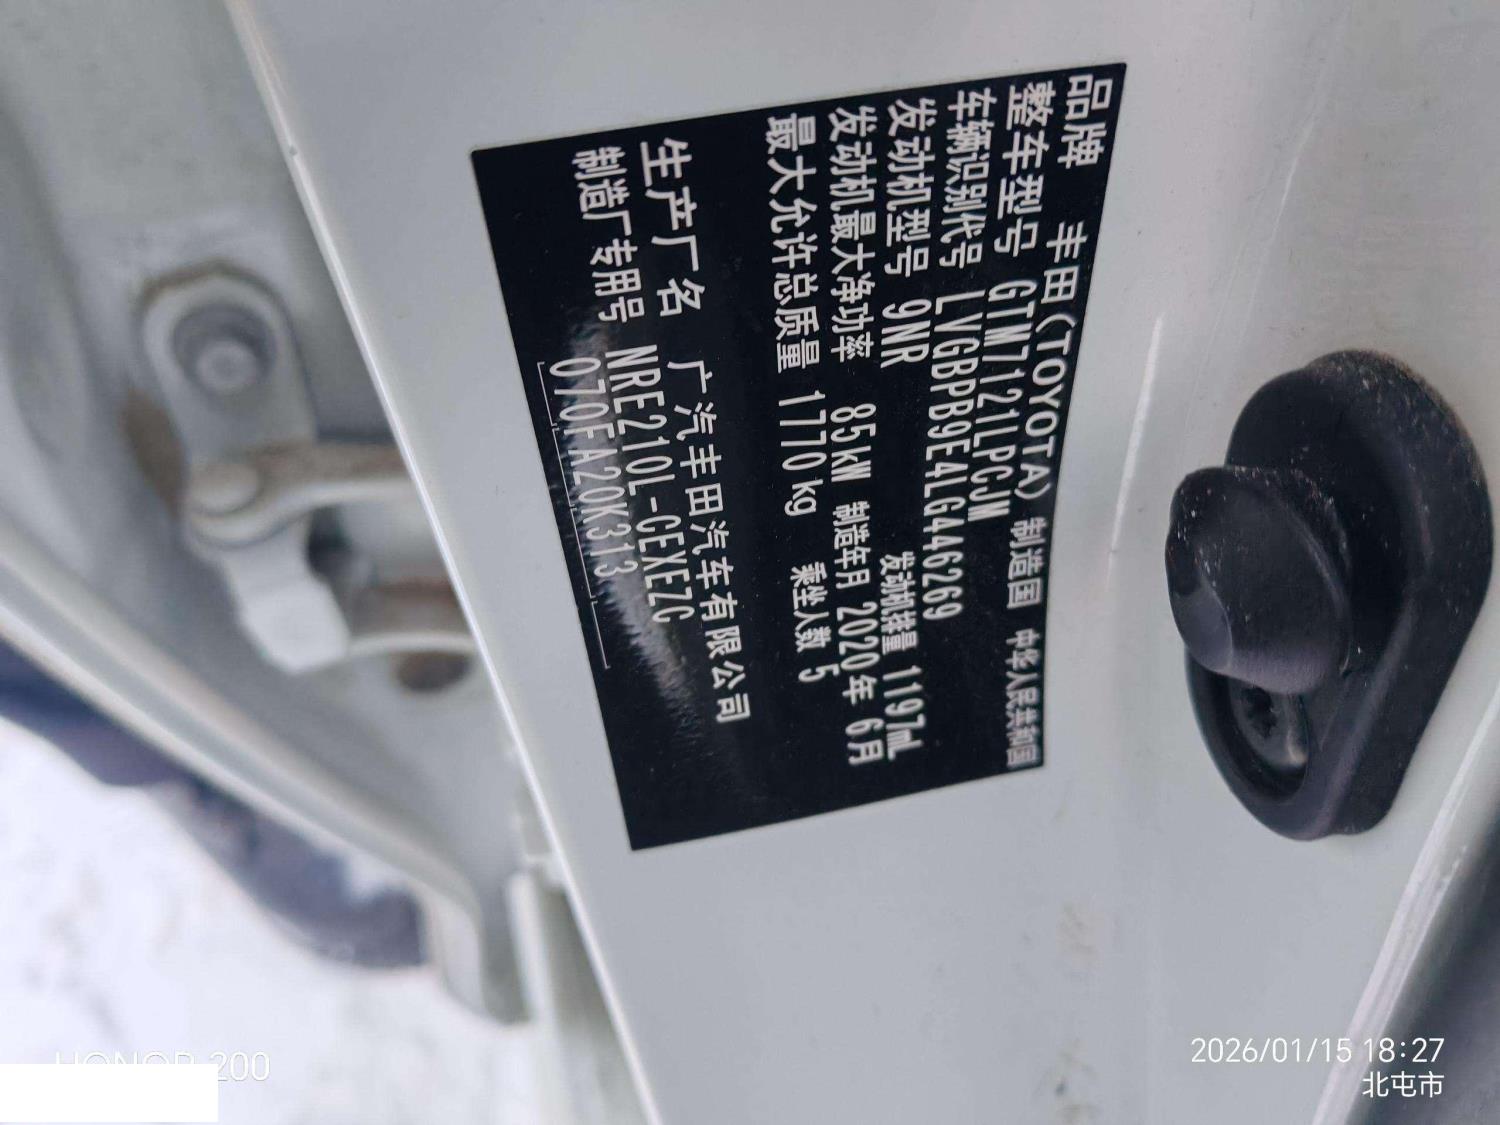 品牌 丰田(TOYOTA) 制造国 中华人民共和国
整车型号 GTM7121LPCJM
车辆识别代号 LVGBPB9E4LG446269
发动机型号 9NR 发动机排量 1197mL
发动机最大净功率 85kW 制造年月 2020年 6月
最大允许总质量 1770kg 乘坐人数 5
生产厂名 广汽丰田汽车有限公司
制造厂专用号 NRE210L-GEXEZC
070FA20K313
2026/01/15 18:27
北屯市
HONOR 200